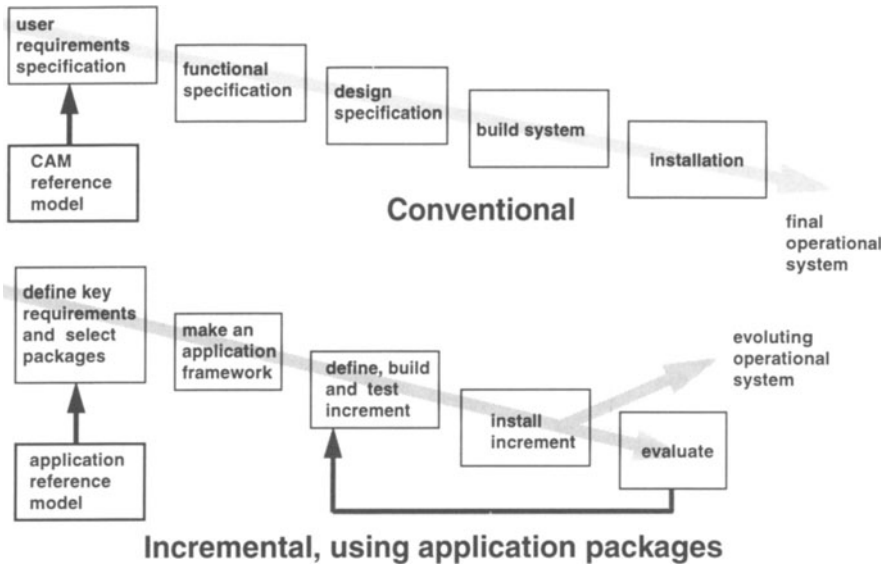 user
requirements
specification
functional
specification
design
specification
build system
installation
CAM
reference
model
Conventional
final
operational
system
define key
requirements
and select
packages
make an
application
framework
define, build
and test
increment
install
increment
evaluate
evoluting
operational
system
application
reference
model
Incremental, using application packages